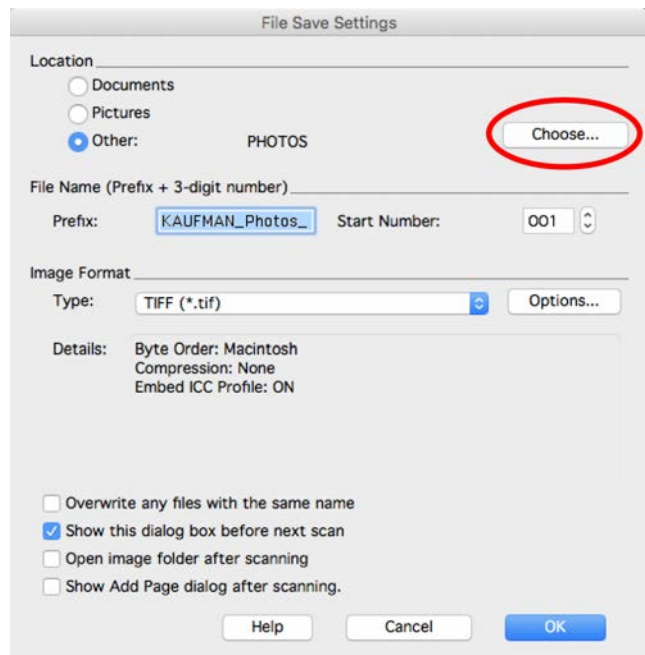 File Save Settings
Location
Documents
Pictures
Other: PHOTOS Choose...
File Name (Prefix + 3-digit number)
Prefix: KAUFMAN_Photos_ Start Number: 001
Image Format
Type: TIFF (*.tif) Options...
Details: Byte Order: Macintosh
Compression: None
Embed ICC Profile: ON
Overwrite any files with the same name
Show this dialog box before next scan
Open image folder after scanning
Show Add Page dialog after scanning.
Help Cancel OK